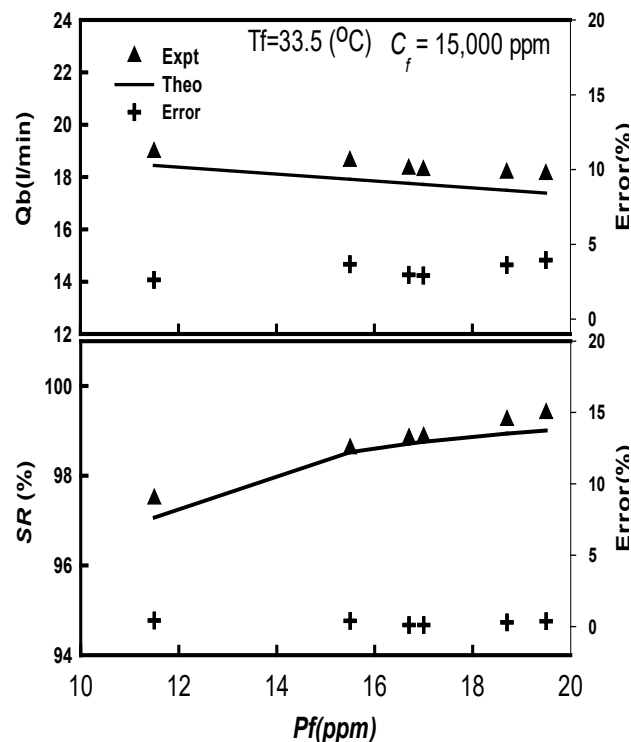 24
22
20
18
16
14
12
Qb(l/min)
Expt
Theo
Error
Tf=33.5 (⁰C) C_f = 15,000 ppm
20
15
10
5
0
Error(%)
100
98
96
94
SR (%)
20
15
10
5
0
Error(%)
10 12 14 16 18 20
Pf(ppm)